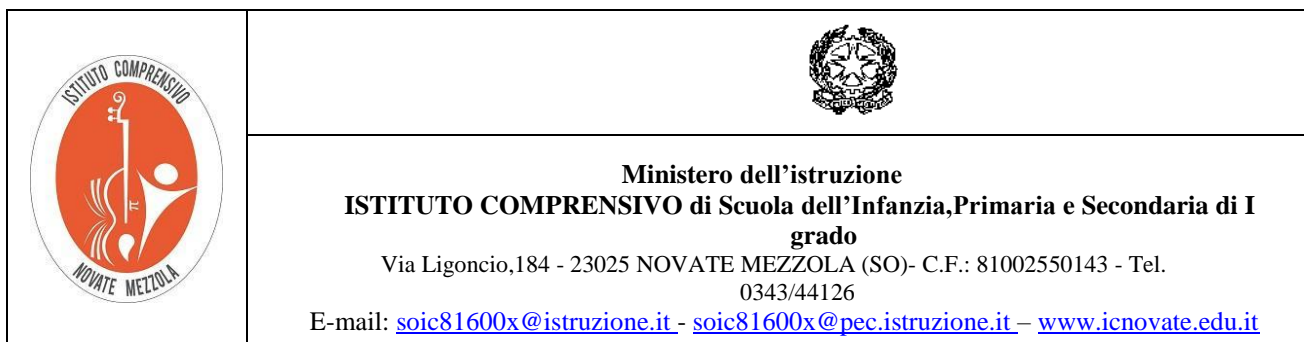 ISTITUTO COMPRENSIVO
π
NOVATE MEZZOLA
Ministero dell’istruzione
ISTITUTO COMPRENSIVO di Scuola dell’Infanzia,Primaria e Secondaria di I
grado
Via Ligoncio,184 - 23025 NOVATE MEZZOLA (SO)- C.F.: 81002550143 - Tel.
0343/44126
E-mail: soic81600x@istruzione.it - soic81600x@pec.istruzione.it – www.icnovate.edu.it